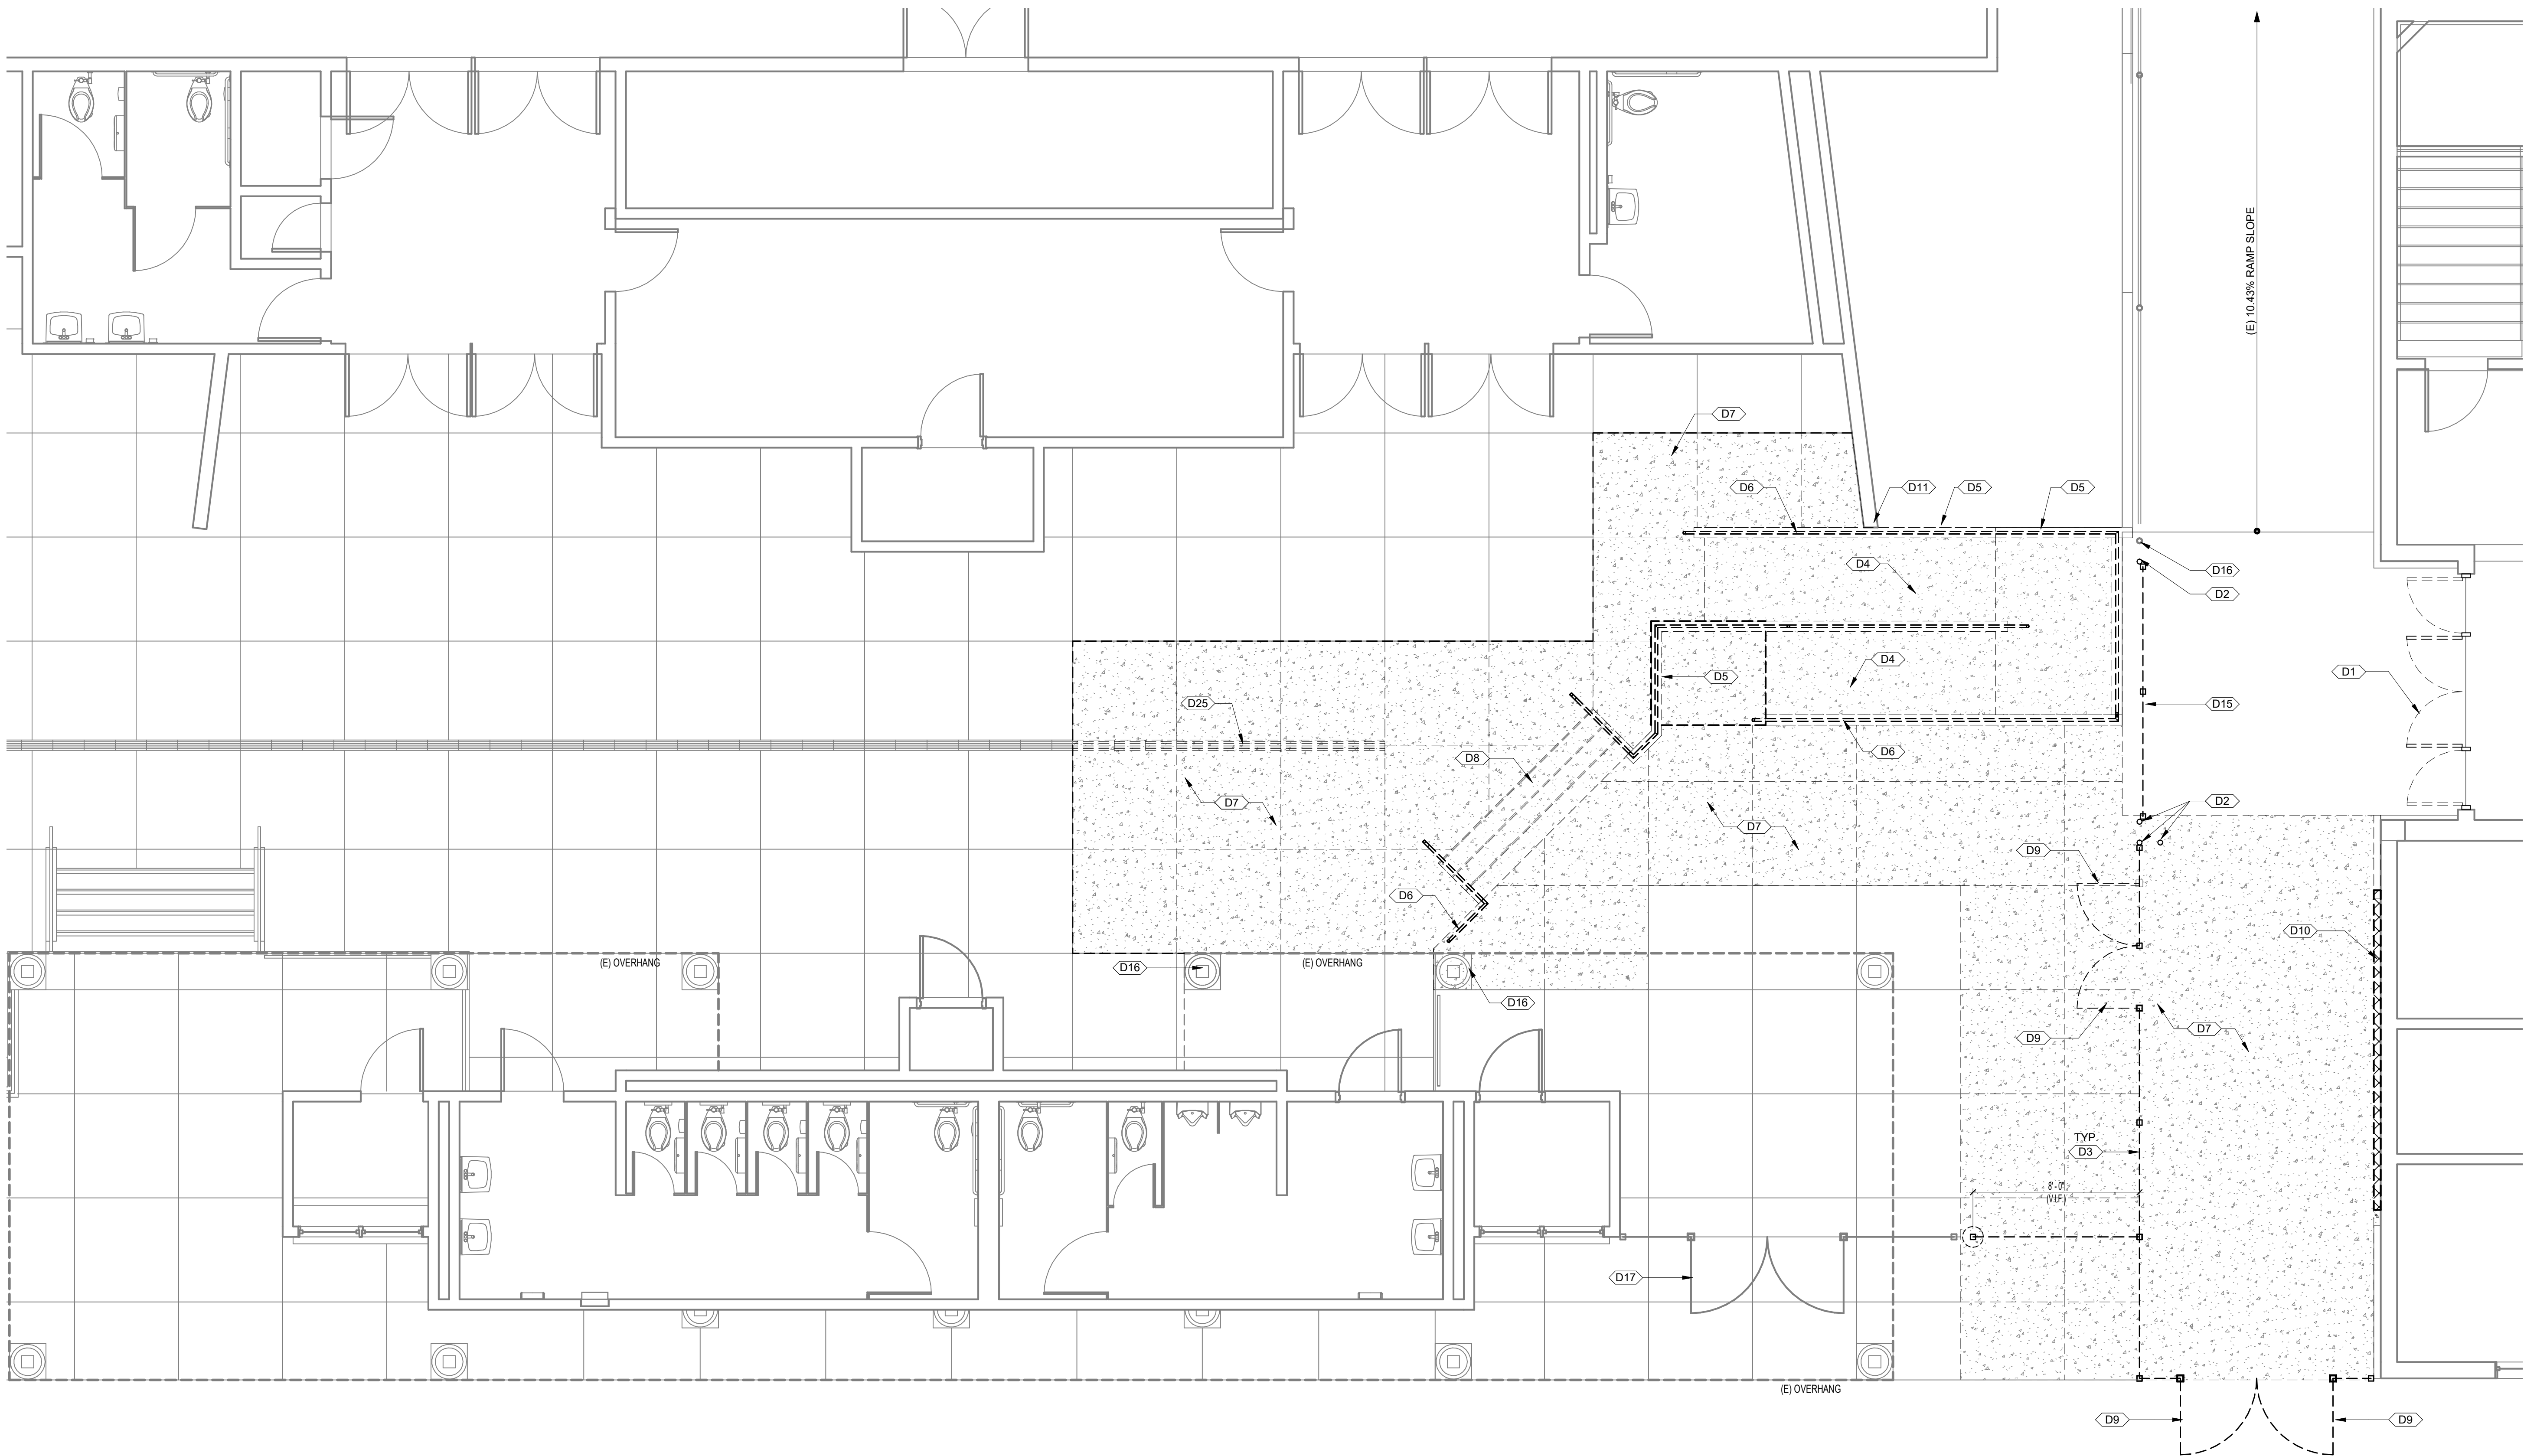 (E) 10.43% RAMP SLOPE
D7
D6
D11
D5
D5
D4
D16
D2
D4
D5
D1
D25
D15
D6
D8
D7
D2
D7
D9
D6
D10
(E) OVERHANG
D16
(E) OVERHANG
D16
D9
D7
TYP.
D3
8'-0"
(V.I.F.)
D17
(E) OVERHANG
D9
D9